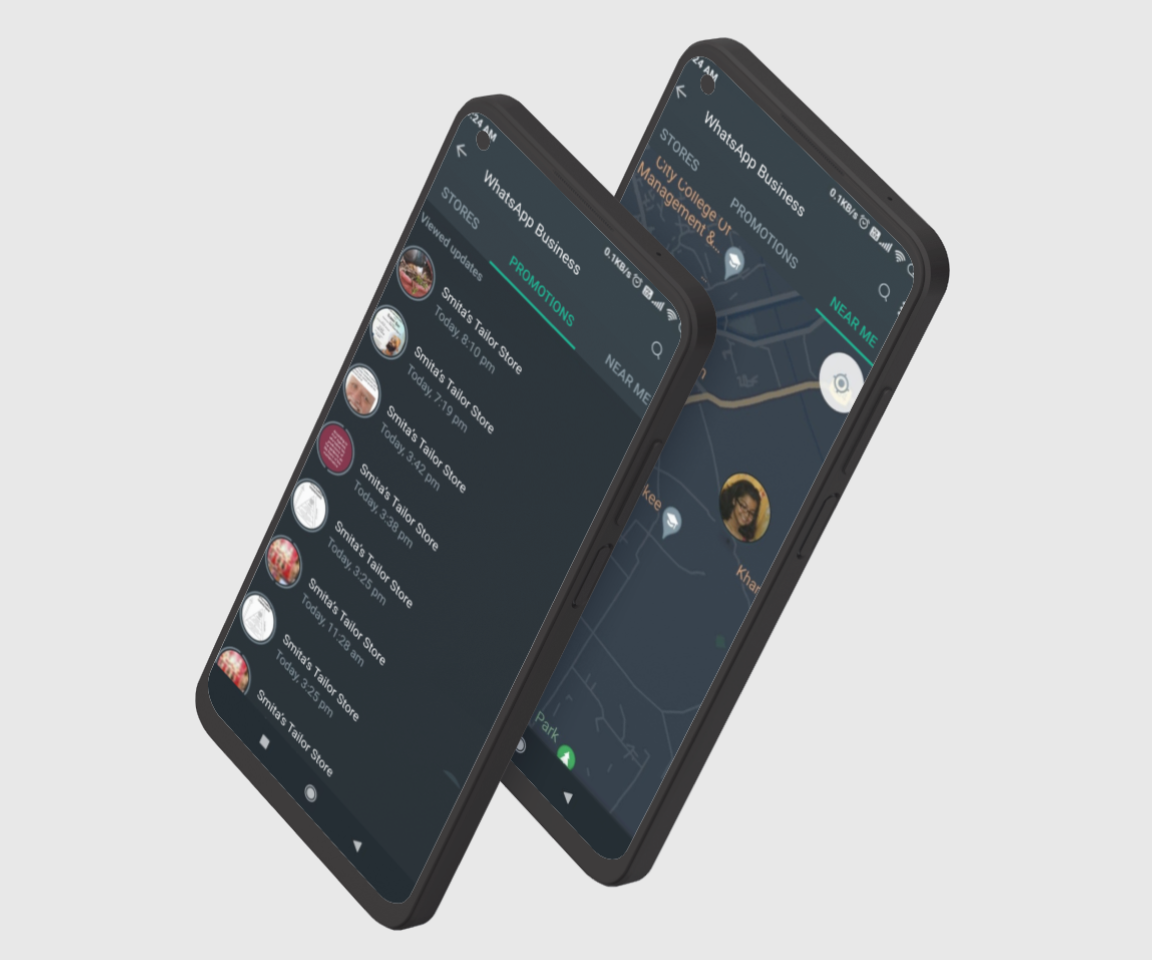 :24 AM
0.1KB/s
WhatsApp Business
STORES
PROMOTIONS
NEAR ME
Viewed updates
Smita's Tailor Store
Today, 8:10 pm
Smita's Tailor Store
Today, 7:19 pm
Smita's Tailor Store
Today, 3:42 pm
Smita's Tailor Store
Today, 3:38 pm
Smita's Tailor Store
Today, 3:25 pm
Smita's Tailor Store
Today, 11:28 am
Smita's Tailor Store
Today, 3:25 pm
Smita's Tailor Store
:24 AM
0.1KB/s
WhatsApp Business
STORES
PROMOTIONS
NEAR ME
City College Of
Management &...
kee
Khar
Park